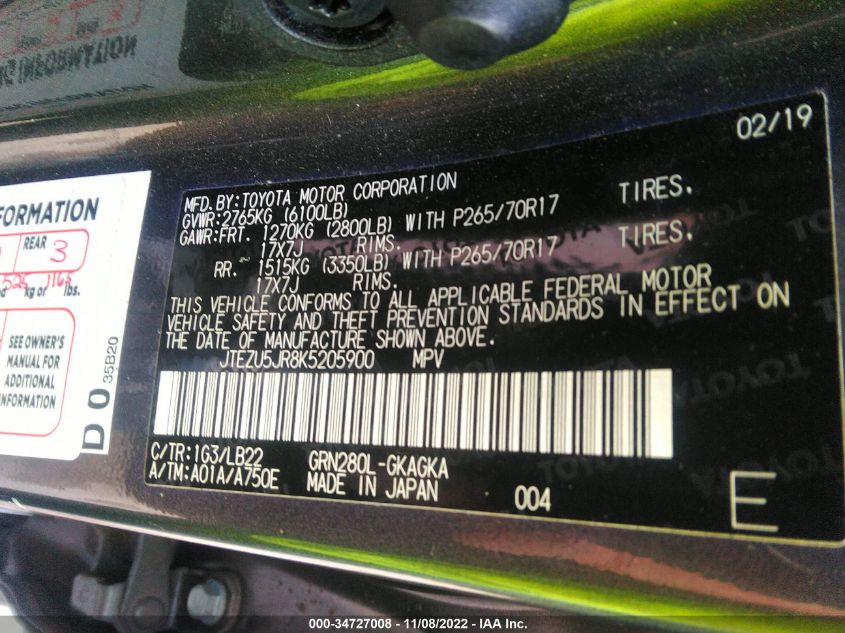 02/19
MFD. BY: TOYOTA MOTOR CORPORATION
GVWR: 2765KG (6100LB)
GAWR: FRT. 1270KG (2800LB) WITH P265/70R17 TIRES,
17X7J RIMS.
RR. 1515KG (3350LB) WITH P265/70R17 TIRES,
17X7J RIMS.
THIS VEHICLE CONFORMS TO ALL APPLICABLE FEDERAL MOTOR
VEHICLE SAFETY AND THEFT PREVENTION STANDARDS IN EFFECT ON
THE DATE OF MANUFACTURE SHOWN ABOVE.
JTEZU5JR8K5205900 MPV
C/TR: 1G3/LB22 GRN280L-GKAGKA
A/TM: A01A/A750E MADE IN JAPAN
004
E
REAR 3
525 kg or 1165 lbs.
SEE OWNER'S
MANUAL FOR
ADDITIONAL
INFORMATION
D 0 35B20
TOYOTA
000-34727008 - 11/08/2022 - IAA Inc.